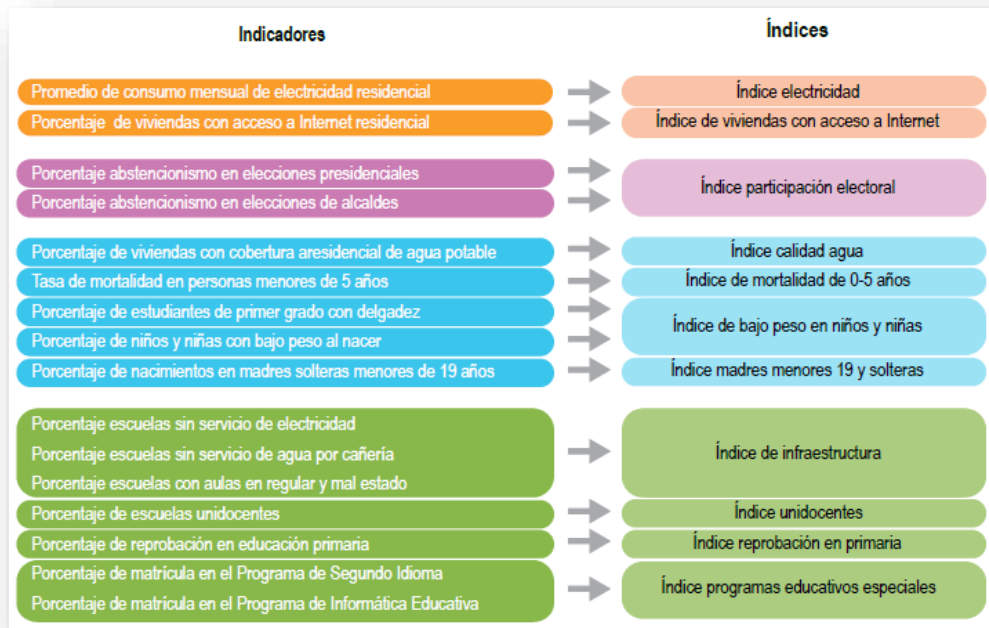 Indicadores
Índices
Promedio de consumo mensual de electricidad residencial
Índice electricidad
Porcentaje de viviendas con acceso a Internet residencial
Índice de viviendas con acceso a Internet
Porcentaje abstencionismo en elecciones presidenciales
Porcentaje abstencionismo en elecciones de alcaldes
Índice participación electoral
Porcentaje de viviendas con cobertura aresidencial de agua potable
Índice calidad agua
Tasa de mortalidad en personas menores de 5 años
Índice de mortalidad de 0-5 años
Porcentaje de estudiantes de primer grado con delgadez
Porcentaje de niños y niñas con bajo peso al nacer
Índice de bajo peso en niños y niñas
Porcentaje de nacimientos en madres solteras menores de 19 años
Índice madres menores 19 y solteras
Porcentaje escuelas sin servicio de electricidad
Porcentaje escuelas sin servicio de agua por cañería
Porcentaje escuelas con aulas en regular y mal estado
Índice de infraestructura
Porcentaje de escuelas unidocentes
Índice unidocentes
Porcentaje de reprobación en educación primaria
Índice reprobación en primaria
Porcentaje de matrícula en el Programa de Segundo Idioma
Porcentaje de matrícula en el Programa de Informática Educativa
Índice programas educativos especiales